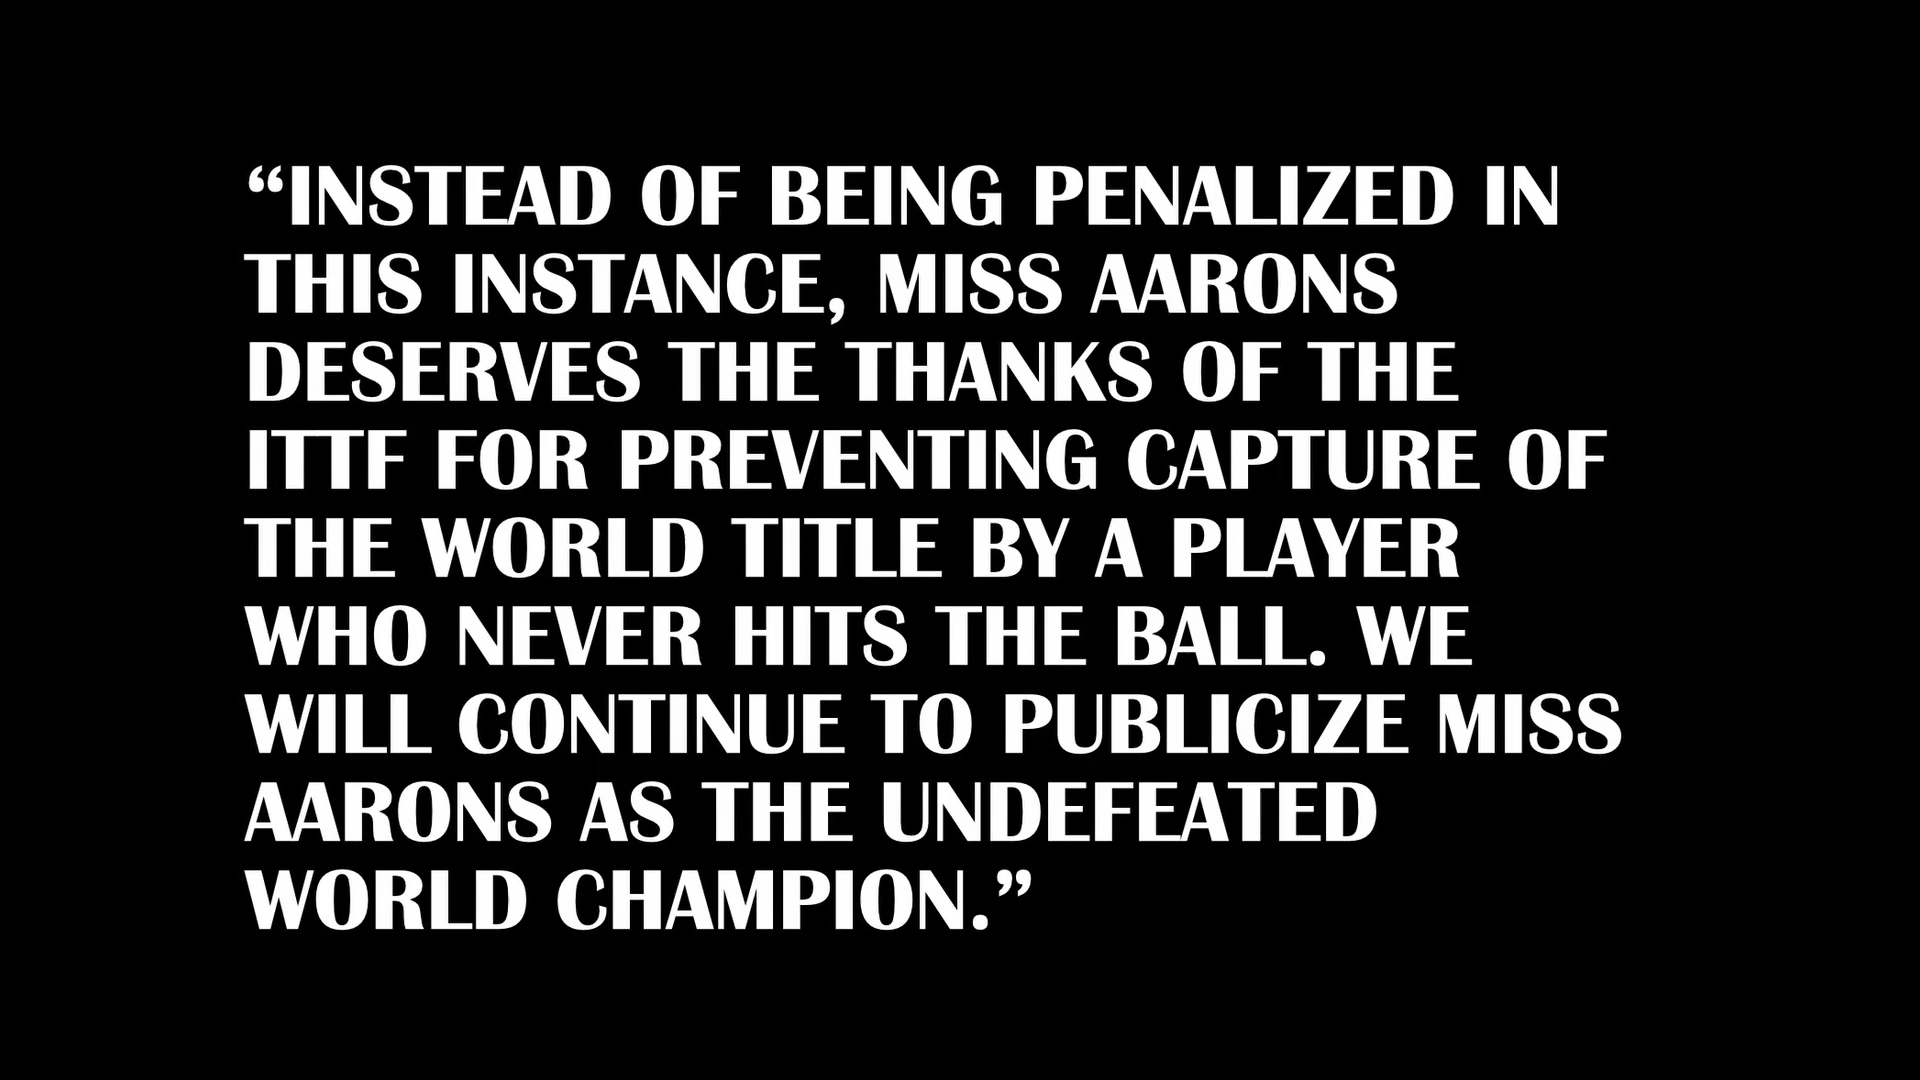 “INSTEAD OF BEING PENALIZED IN
THIS INSTANCE, MISS AARONS
DESERVES THE THANKS OF THE
ITTF FOR PREVENTING CAPTURE OF
THE WORLD TITLE BY A PLAYER
WHO NEVER HITS THE BALL. WE
WILL CONTINUE TO PUBLICIZE MISS
AARONS AS THE UNDEFEATED
WORLD CHAMPION.”